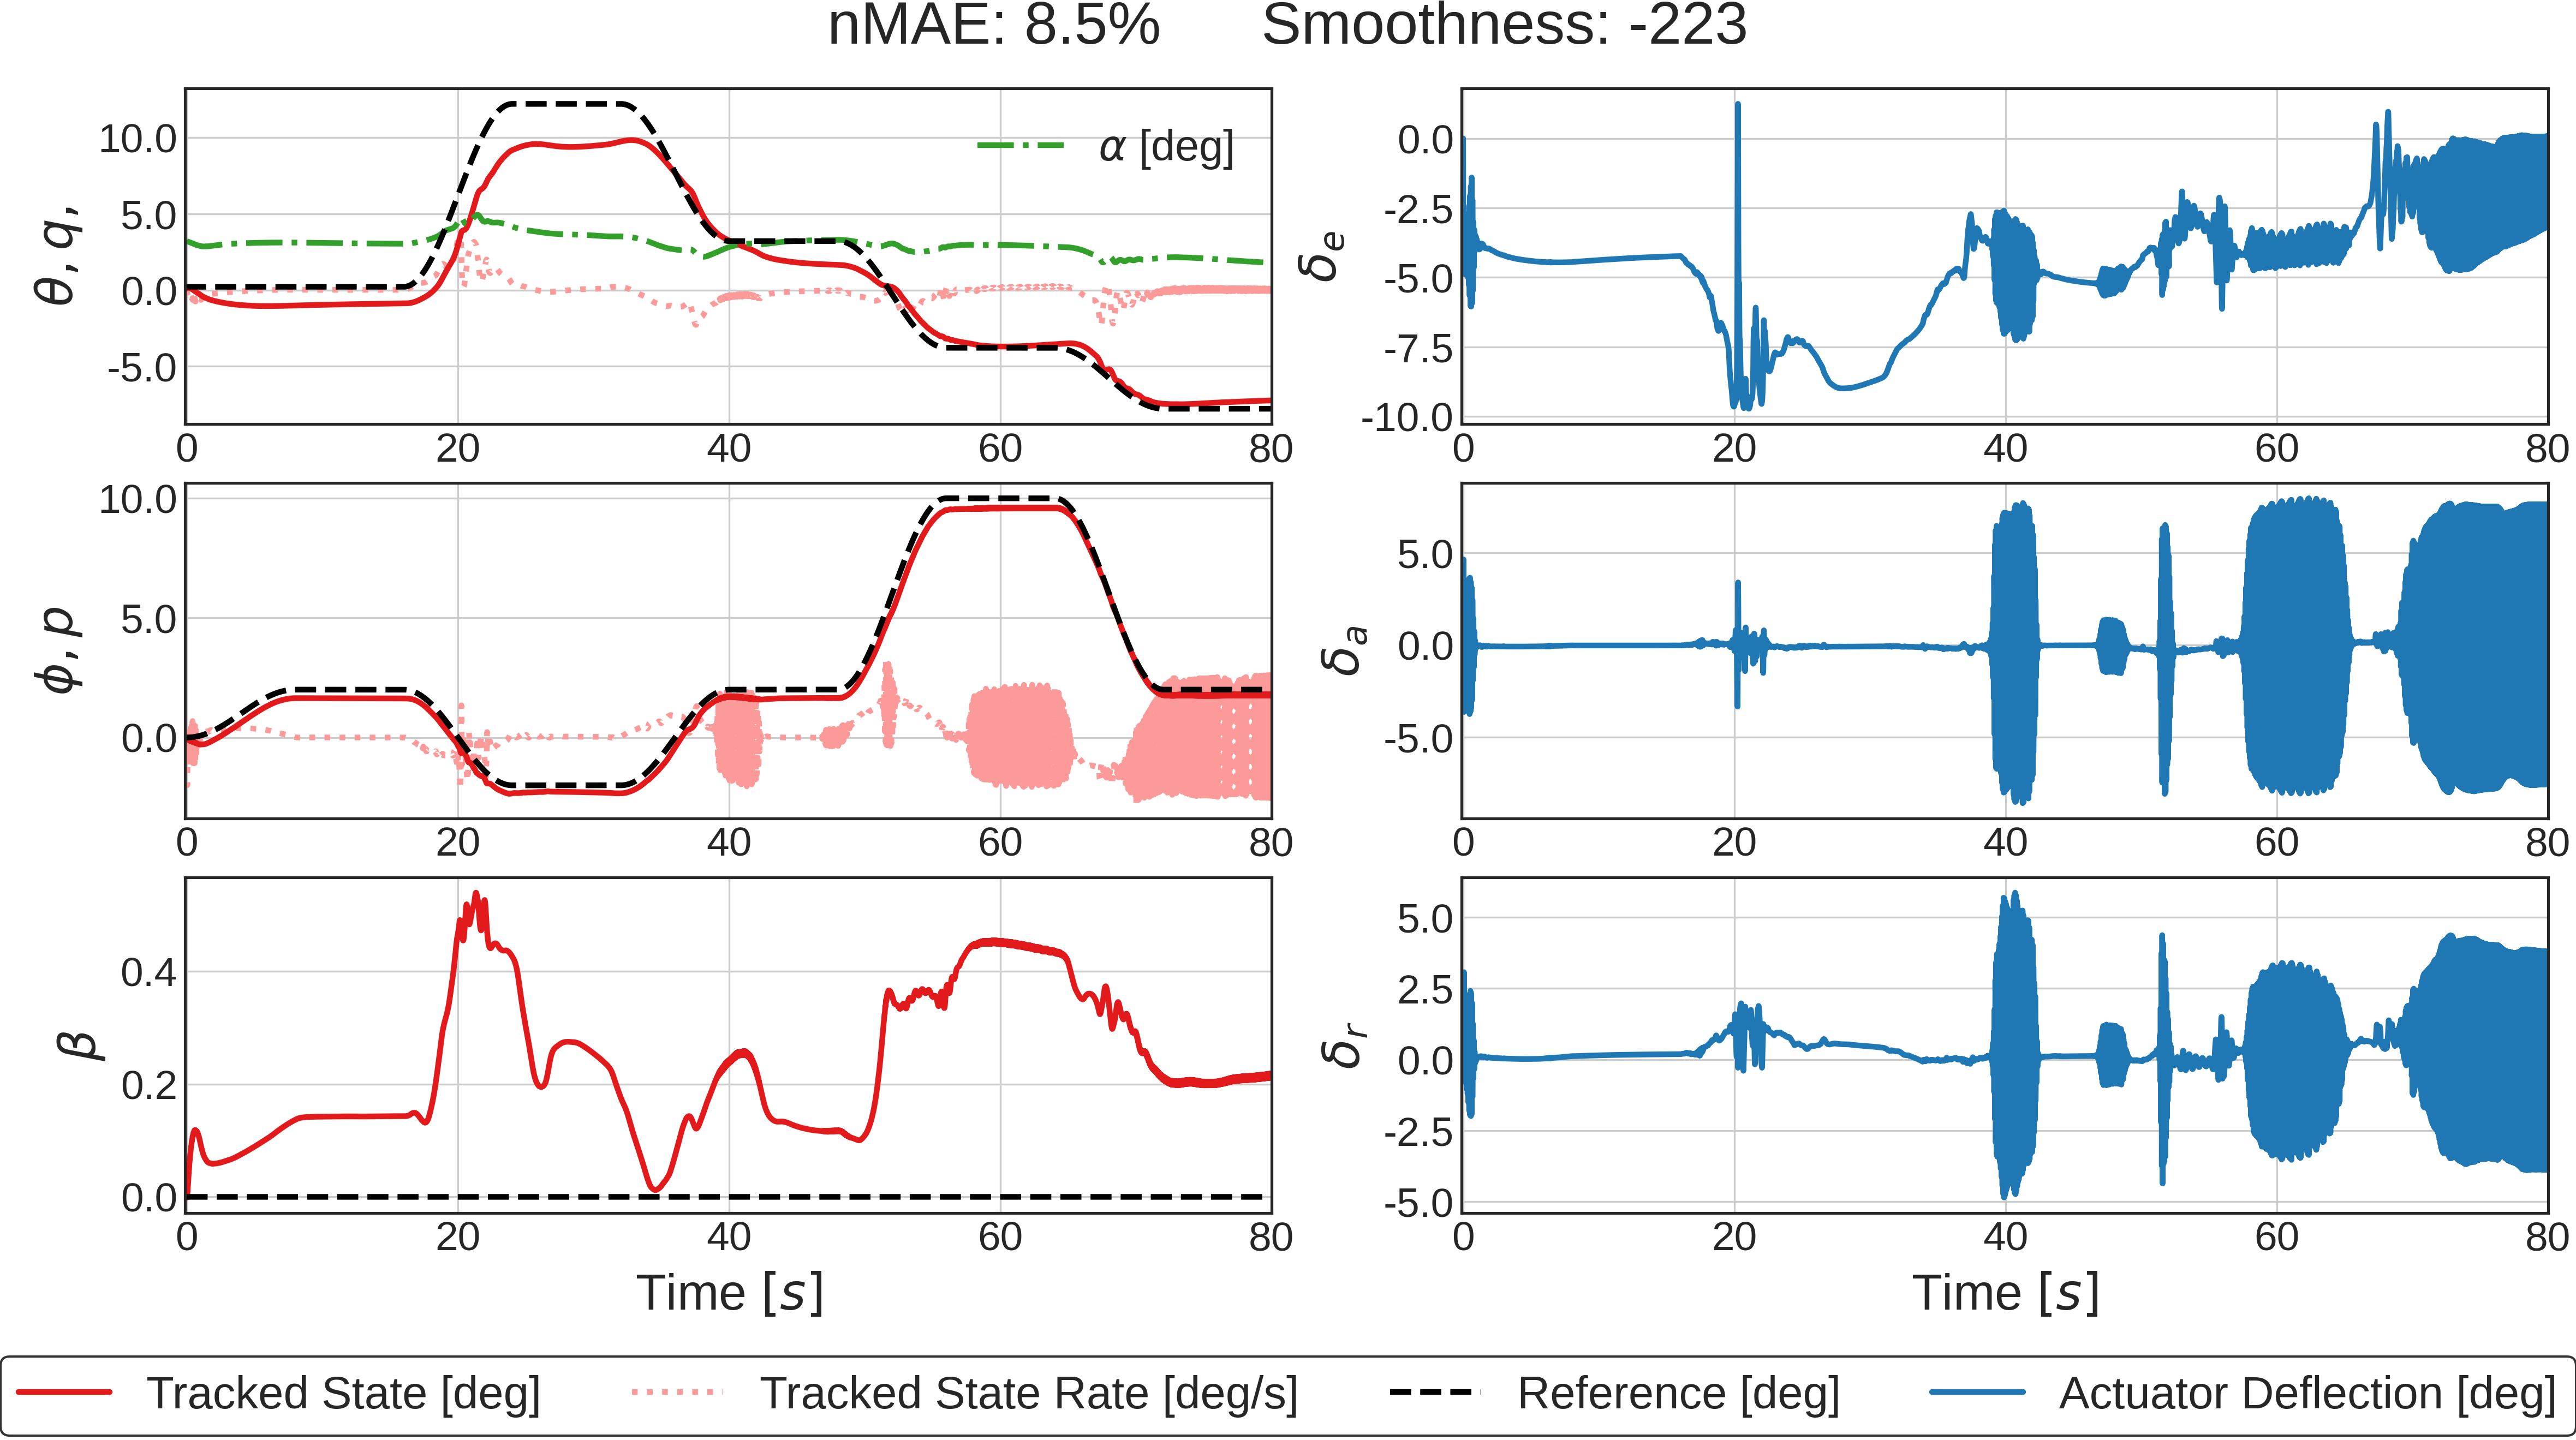 nMAE: 8.5% Smoothness: -223
θ, q,
10.0
5.0
0.0
-5.0
α [deg]
0 20 40 60 80
δe
0.0
-2.5
-5.0
-7.5
-10.0
0 20 40 60 80
ϕ, p
10.0
5.0
0.0
0 20 40 60 80
δa
5.0
0.0
-5.0
0 20 40 60 80
β
0.4
0.2
0.0
0 20 40 60 80
Time [s]
δr
5.0
2.5
0.0
-2.5
-5.0
0 20 40 60 80
Time [s]
Tracked State [deg] Tracked State Rate [deg/s] Reference [deg] Actuator Deflection [deg]